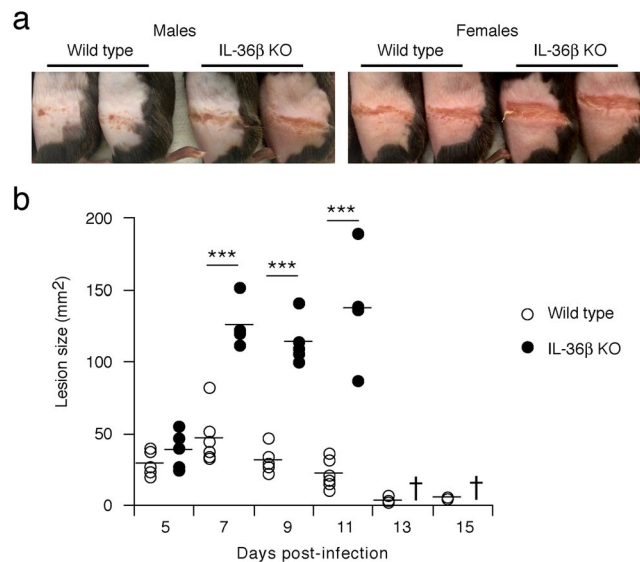 a
Males
Females
Wild type
IL-36β KO
Wild type
IL-36β KO
b
Lesion size (mm²)
200
150
100
50
0
***
***
***
†
†
5 7 9 11 13 15
Days post-infection
Wild type
IL-36β KO